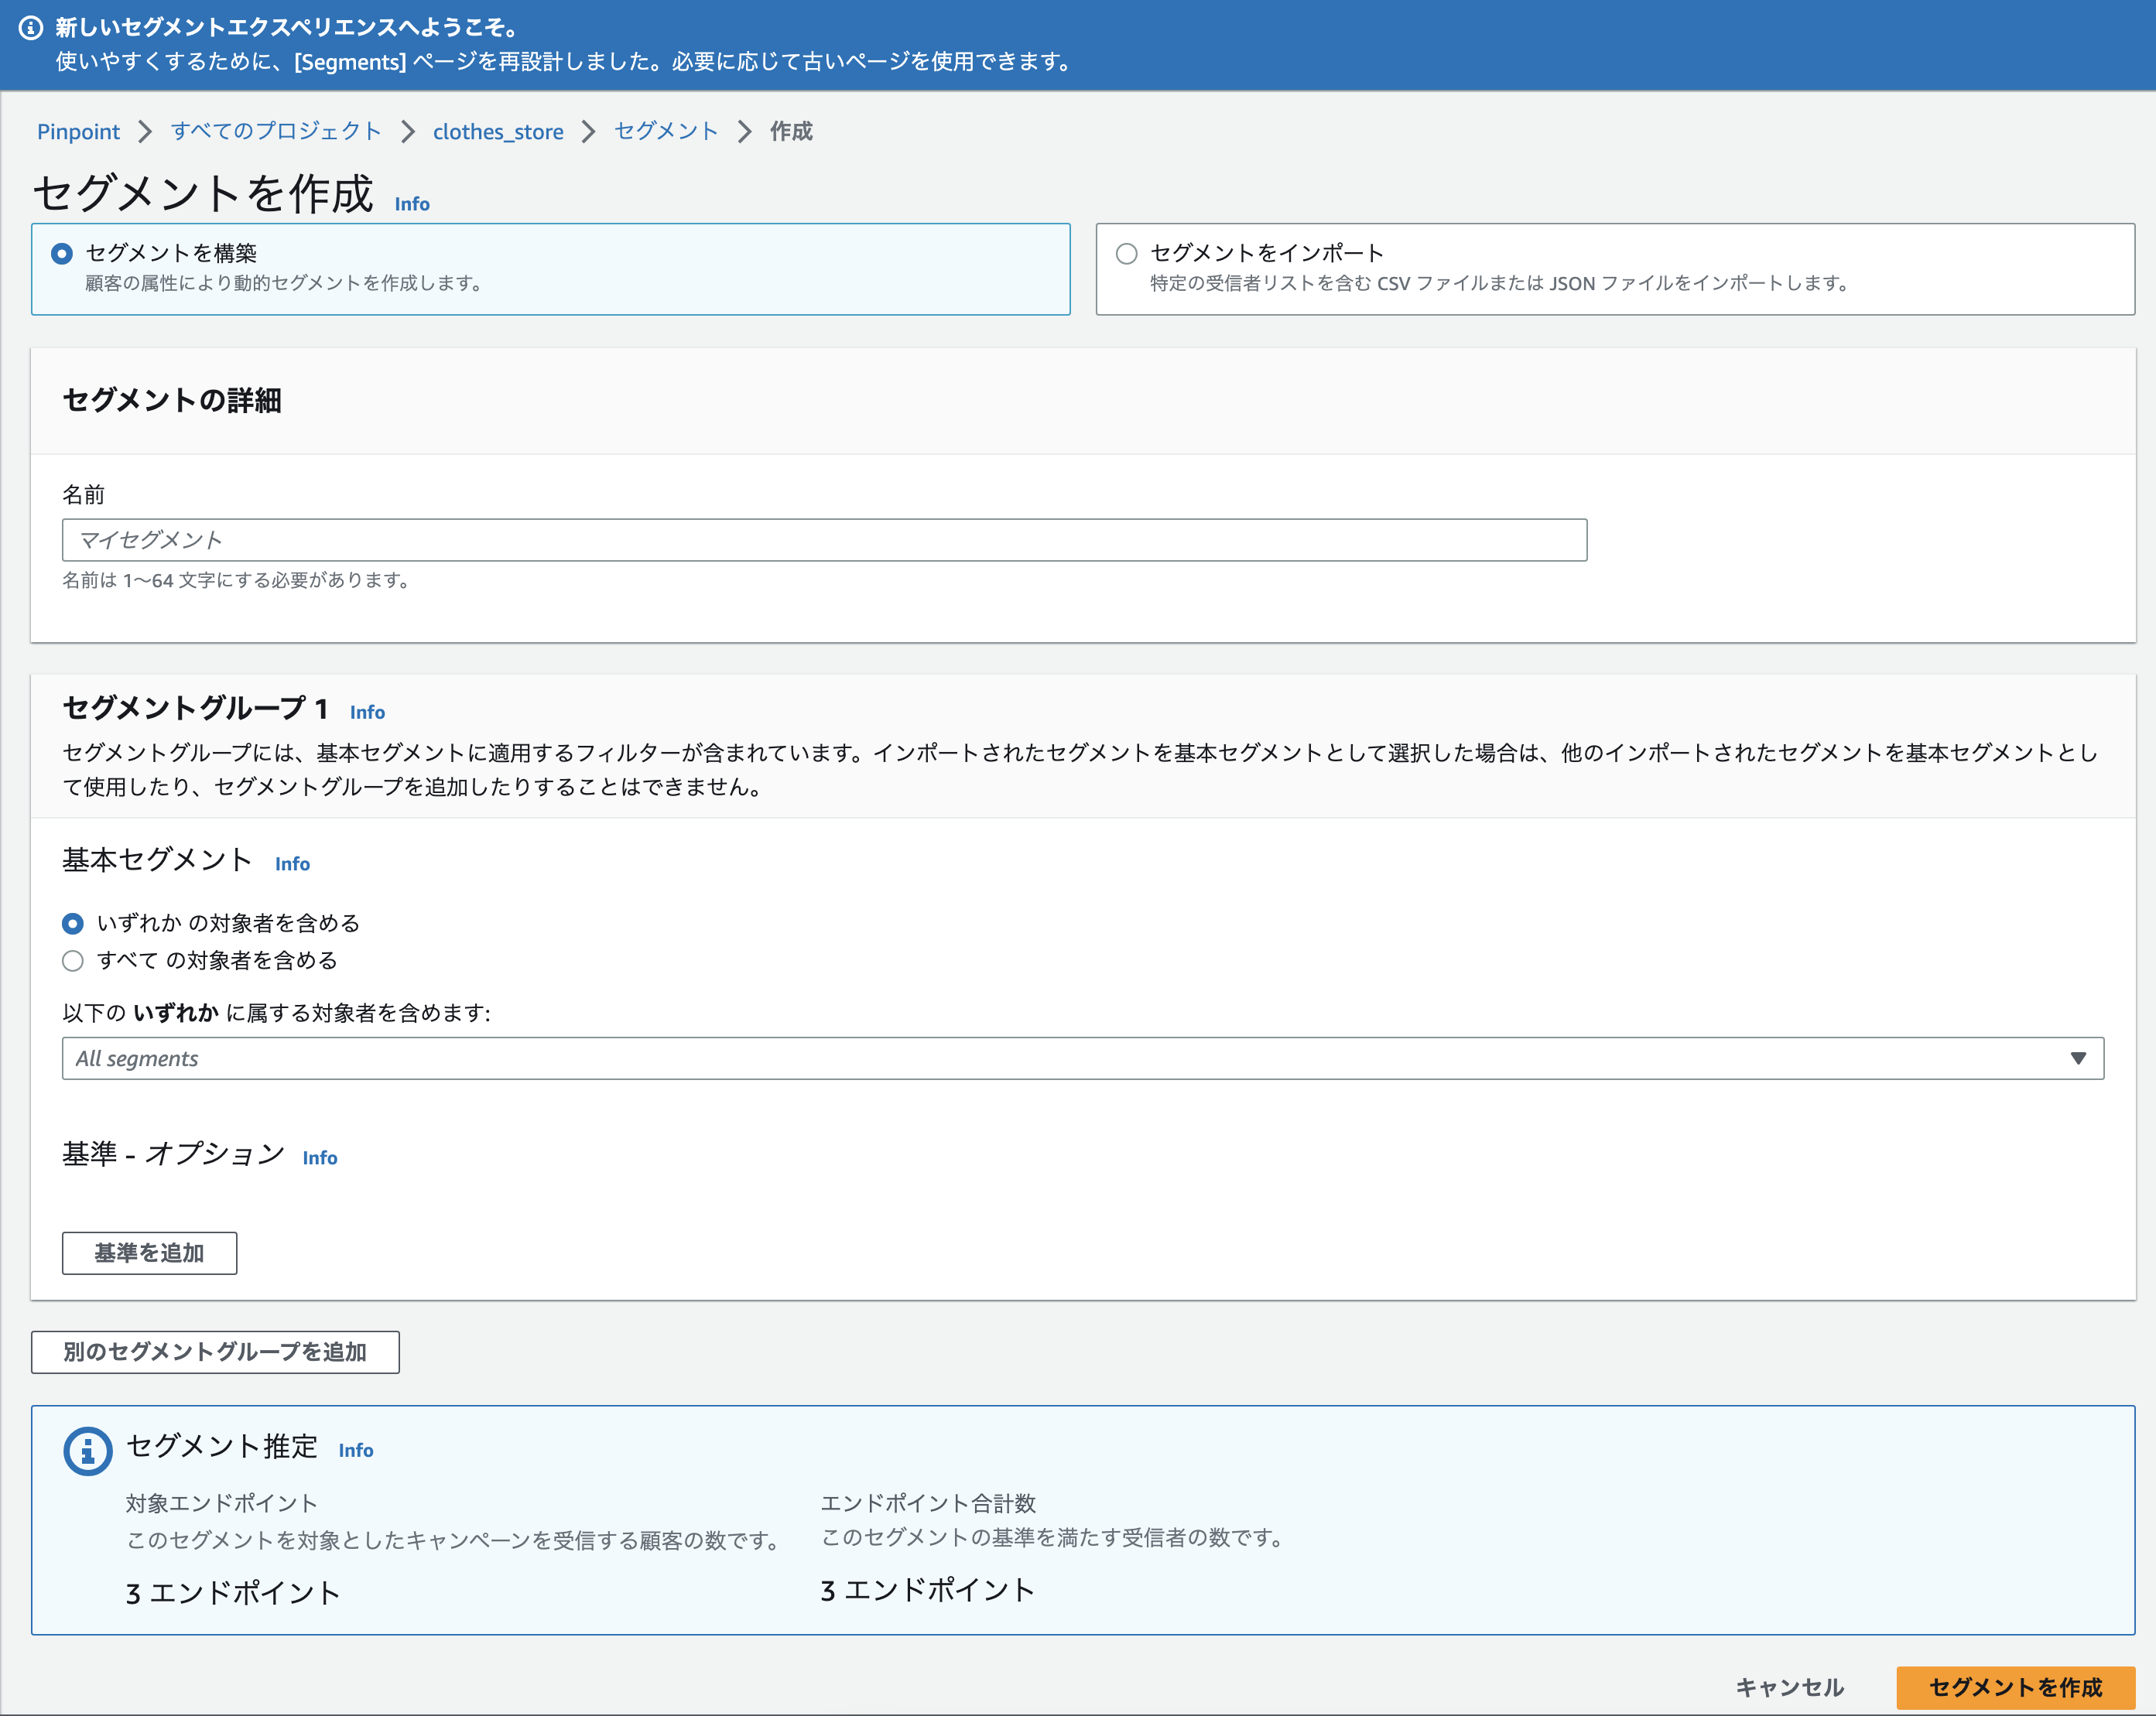 新しいセグメントエクスペリエンスへようこそ。
使いやすくするために、[Segments] ページを再設計しました。必要に応じて古いページを使用できます。
Pinpoint > すべてのプロジェクト > clothes_store > セグメント > 作成
セグメントを作成 Info
セグメントを構築
顧客の属性により動的セグメントを作成します。
セグメントをインポート
特定の受信者リストを含む CSV ファイルまたは JSON ファイルをインポートします。
セグメントの詳細
名前
マイセグメント
名前は 1〜64 文字にする必要があります。
セグメントグループ 1 Info
セグメントグループには、基本セグメントに適用するフィルターが含まれています。インポートされたセグメントを基本セグメントとして選択した場合は、他のインポートされたセグメントを基本セグメントとし
て使用したり、セグメントグループを追加したりすることはできません。
基本セグメント Info
いずれか の対象者を含める
すべて の対象者を含める
以下の いずれか に属する対象者を含めます:
All segments
基準 - オプション Info
基準を追加
別のセグメントグループを追加
セグメント推定 Info
対象エンドポイント
このセグメントを対象としたキャンペーンを受信する顧客の数です。
3 エンドポイント
エンドポイント合計数
このセグメントの基準を満たす受信者の数です。
3 エンドポイント
キャンセル
セグメントを作成